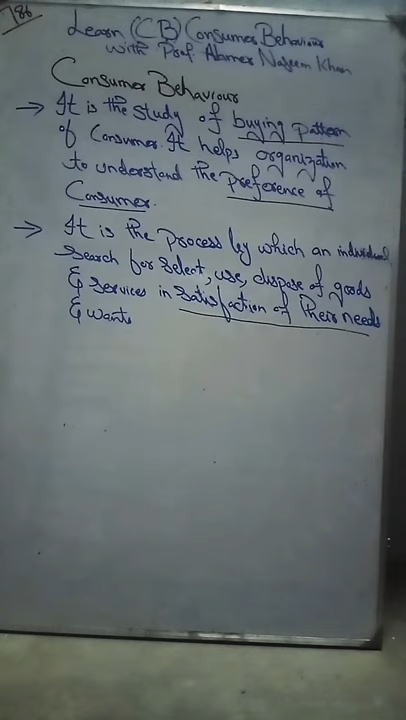 786
Learn (CB) Consumer Behaviour
with Prof Abrar Naseem Khan
Consumer Behaviour
→ It is the study of buying pattern
of Consumer. It helps organization
to understand the preference of
Consumer.
→ It is the process by which an individual
search for select, use, dispose of goods
& services in satisfaction of their needs
& wants